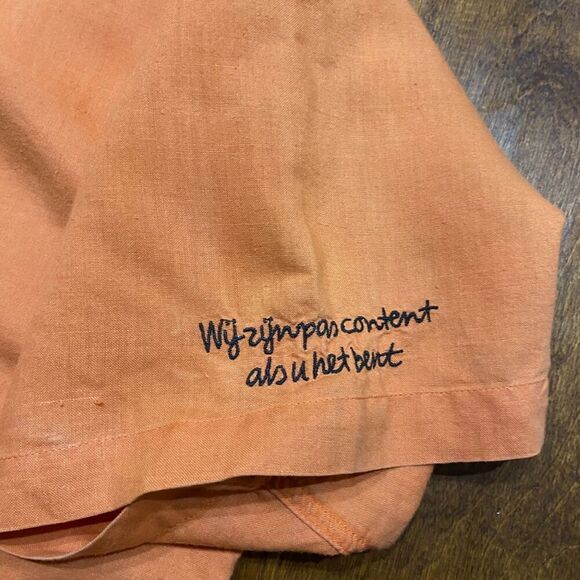 Wij zijn pas content
als u het bent